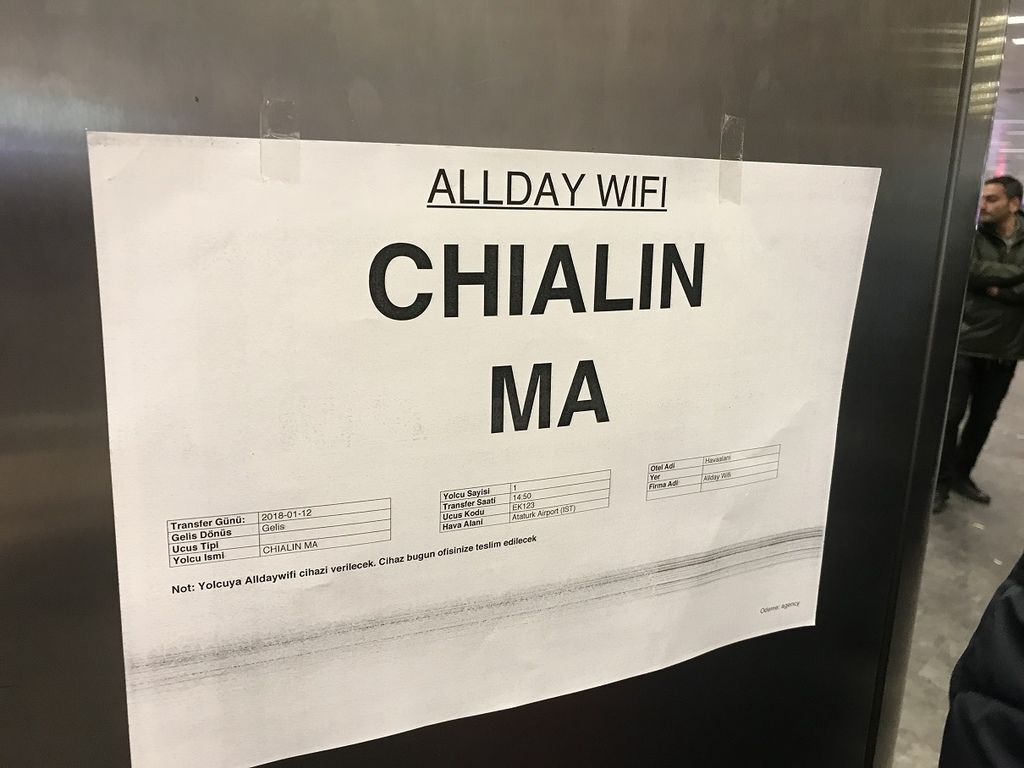 ALLDAY WIFI
CHIALIN
MA
Transfer Günü: 2018-01-12
Gelis Dönüs Gelis
Ucus Tipi
Yolcu Ismi CHIALIN MA
Yolcu Sayisi 1
Transfer Saati 14:50
Ucus Kodu EK123
Hava Alani Ataturk Airport (IST)
Otel Adi Havaalani
Yer
Firma Adi Allday Wifi
Not: Yolcuya Alldaywifi cihazi verilecek. Cihaz bugun ofisinize teslim edilecek
Odeme: agency